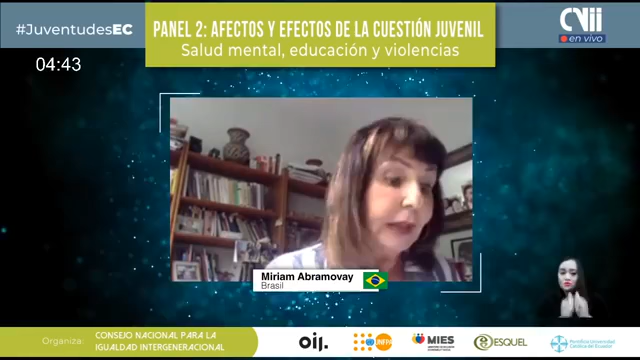 #JuventudesEC
PANEL 2: AFECTOS Y EFECTOS DE LA CUESTIÓN JUVENIL
Salud mental, educación y violencias
CNii
en vivo
04:43
Miriam Abramovay
Brasil
Organiza:
CONSEJO NACIONAL PARA LA
IGUALDAD INTERGENERACIONAL
oij.
UNFPA
MIES
ESQUEL
Pontificia Universidad
Católica del Ecuador